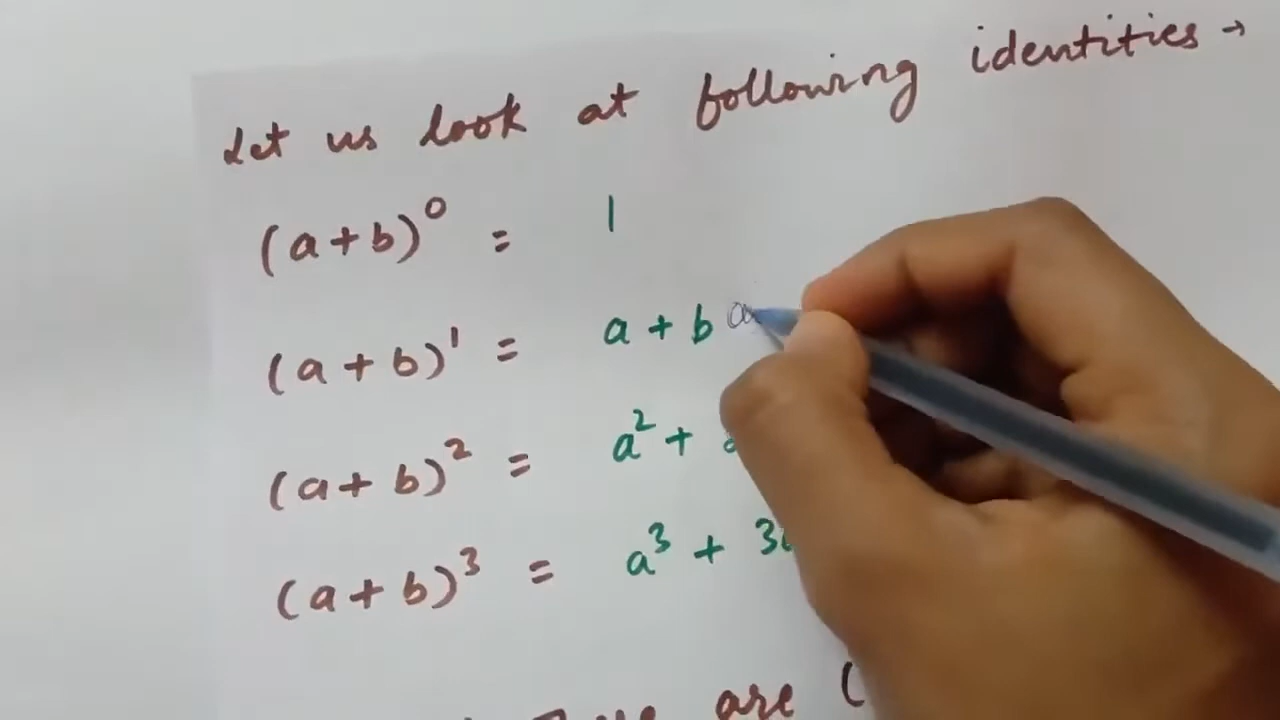 Let us look at following identities →
(a+b)⁰ = 1
(a+b)¹ = a + b
(a+b)² = a² +
(a+b)³ = a³ + 3
are (